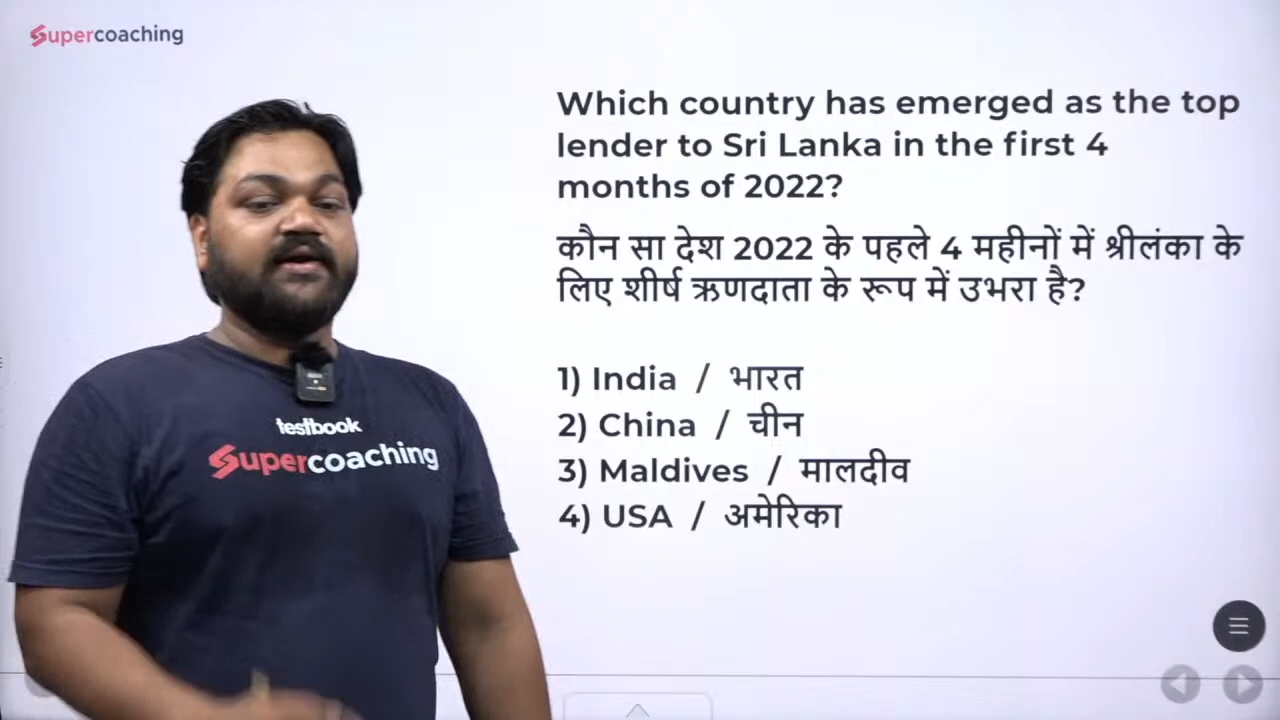 Supercoaching
Which country has emerged as the top
lender to Sri Lanka in the first 4
months of 2022?
कौन सा देश 2022 के पहले 4 महीनों में श्रीलंका के
लिए शीर्ष ऋणदाता के रूप में उभरा है?
1) India / भारत
2) China / चीन
3) Maldives / मालदीव
4) USA / अमेरिका
testbook
Supercoaching